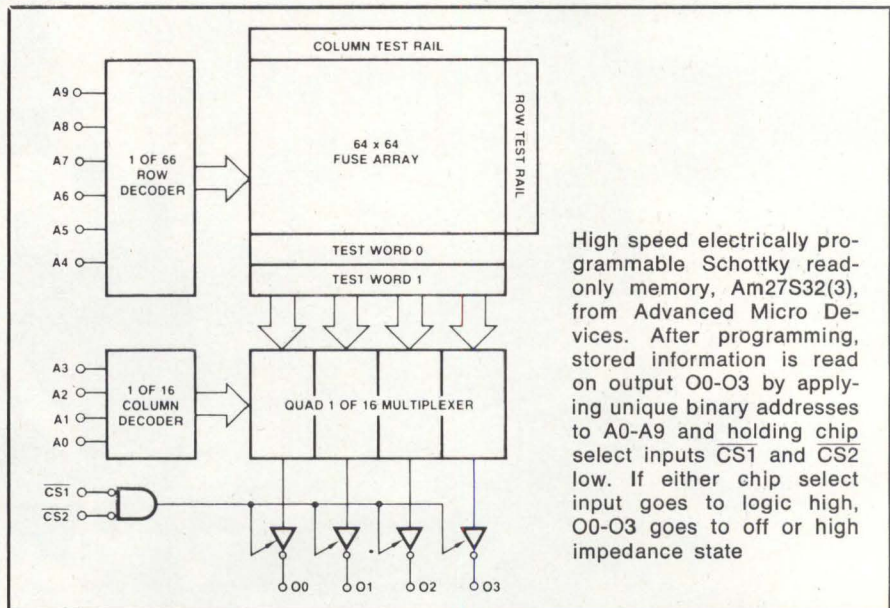 COLUMN TEST RAIL
ROW TEST RAIL
64 x 64
FUSE ARRAY
A9
A8
A7
A6
A5
A4
1 OF 66
ROW
DECODER
TEST WORD 0
TEST WORD 1
A3
A2
A1
A0
1 OF 16
COLUMN
DECODER
QUAD 1 OF 16 MULTIPLEXER
C̅S̅1̅
C̅S̅2̅
O0
O1
O2
O3
High speed electrically pro-
grammable Schottky read-
only memory, Am27S32(3),
from Advanced Micro De-
vices. After programming,
stored information is read
on output O0-O3 by apply-
ing unique binary addresses
to A0-A9 and holding chip
select inputs C̅S̅1̅ and C̅S̅2̅
low. If either chip select
input goes to logic high,
O0-O3 goes to off or high
impedance state